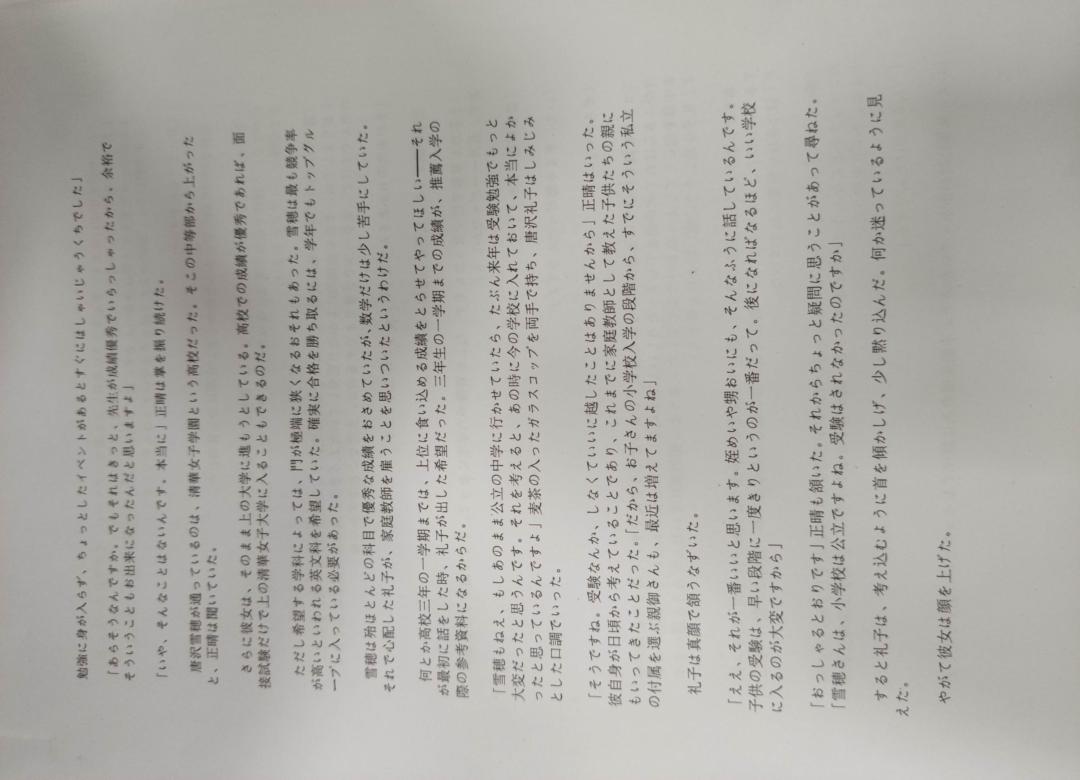 勉強に身が入らず、ちょっとしたイベントがあるとすぐにはしゃいじゃうくちでした」
「あらそうなんですか、でもそれはきっと、先生が成績優秀でいらっしゃったから、余裕で
そういうこともお出来になったんだと思いますよ」
「いや、そんなことはないんです。本当に」正晴は掌を振り続けた。
唐沢雪穂が通っているのは、清華女子学園という高校だった。そこの中等部から上がった
と、正晴は聞いていた。
さらに彼女は、そのまま上の大学に進もうとしている。高校での成績が優秀であれば、面
接試験だけで上の清華女子大学に入ることもできるのだ。
ただし希望する学科によっては、門が極端に狭くなるおそれもあった。雪穂は最も競争率
が高いといわれる英文科を希望していた。確実に合格を勝ち取るには、学年でもトップグル
ープに入っている必要があった。
雪穂は殆ほとんどの科目で優秀な成績をおさめていたが、数学だけは少し苦手にしていた。
それで心配した礼子が、家庭教師を雇うことを思いついたというわけだ。
何とか高校三年の一学期までは、上位に食い込める成績をとらせてやってほしい――それ
が最初に話をした時、礼子が出した希望だった。三年生の一学期までの成績が、推薦入学の
際の参考資料になるからだ。
「雪穂もねえ、もしあのまま公立の中学に行かせていたら、たぶん来年は受験勉強でもっと
大変だったと思うんです。それを考えると、あの時に今の学校に入れておいて、本当によか
ったと思っているんですよ」麦茶の入ったガラスコップを両手で持ち、唐沢礼子はしみじみ
とした口調でいった。
「そうですね。受験なんか、しなくていいに越したことはありませんから」正晴はいった。
彼自身が日頃から考えていることであり、これまでに家庭教師として教えた子供たちの親に
もいってきたことだった。「だから、お子さんの小学校入学の段階から、すでにそういう私立
の付属を選ぶ親御さんも、最近は増えてますよね」
礼子は真顔で頷うなずいた。
「ええ、それが一番いいと思います。姪めいや甥おいにも、そんなふうに話しているんです。
子供の受験は、早い段階に一度きりというのが一番だって。後になればなるほど、いい学校
に入るのが大変ですから」
「おっしゃるとおりです」正晴も頷いた。それからちょっと疑問に思うことがあって尋ねた。
「雪穂さんは、小学校は公立ですよね。受験はされなかったのですか」
すると礼子は、考え込むように首を傾かしげ、少し黙り込んだ。何か迷っているように見
えた。
やがて彼女は顔を上げた。